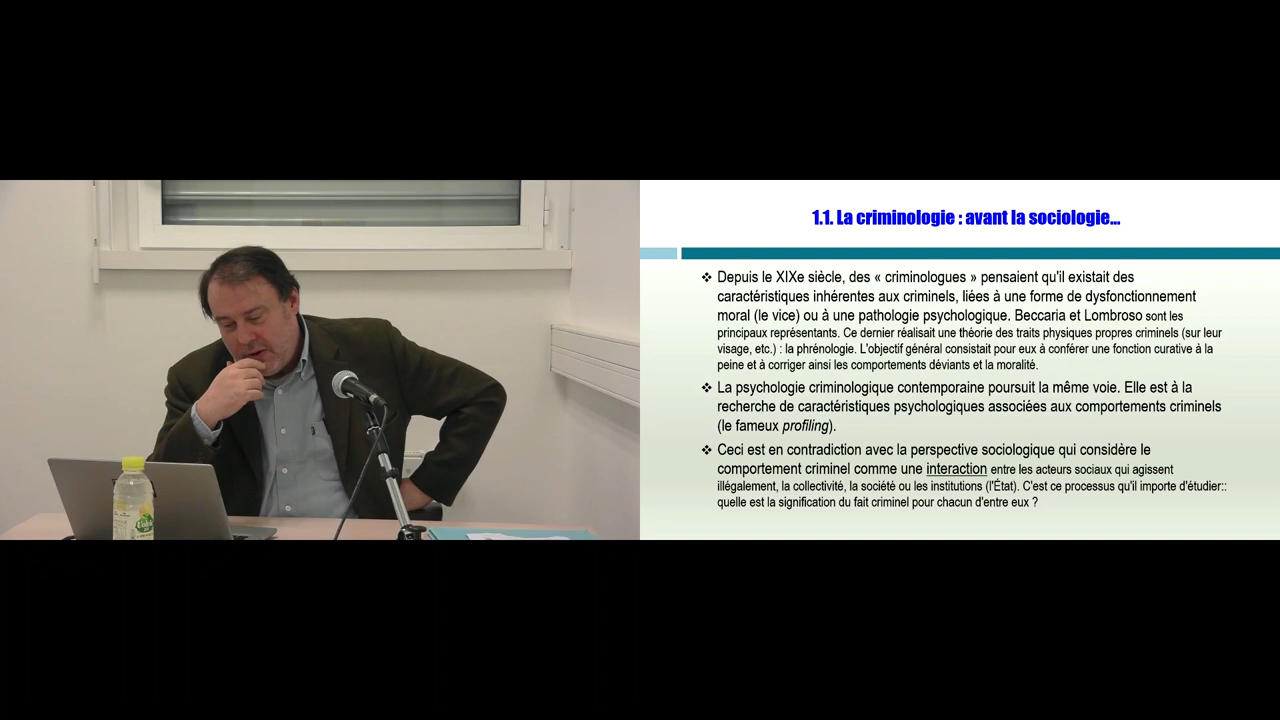 1.1. La criminologie : avant la sociologie...
❖ Depuis le XIXe siècle, des « criminologues » pensaient qu'il existait des
caractéristiques inhérentes aux criminels, liées à une forme de dysfonctionnement
moral (le vice) ou à une pathologie psychologique. Beccaria et Lombroso sont les
principaux représentants. Ce dernier réalisait une théorie des traits physiques propres criminels (sur leur
visage, etc.) : la phrénologie. L'objectif général consistait pour eux à conférer une fonction curative à la
peine et à corriger ainsi les comportements déviants et la moralité.
❖ La psychologie criminologique contemporaine poursuit la même voie. Elle est à la
recherche de caractéristiques psychologiques associées aux comportements criminels
(le fameux profiling).
❖ Ceci est en contradiction avec la perspective sociologique qui considère le
comportement criminel comme une interaction entre les acteurs sociaux qui agissent
illégalement, la collectivité, la société ou les institutions (l'État). C'est ce processus qu'il importe d'étudier::
quelle est la signification du fait criminel pour chacun d'entre eux ?